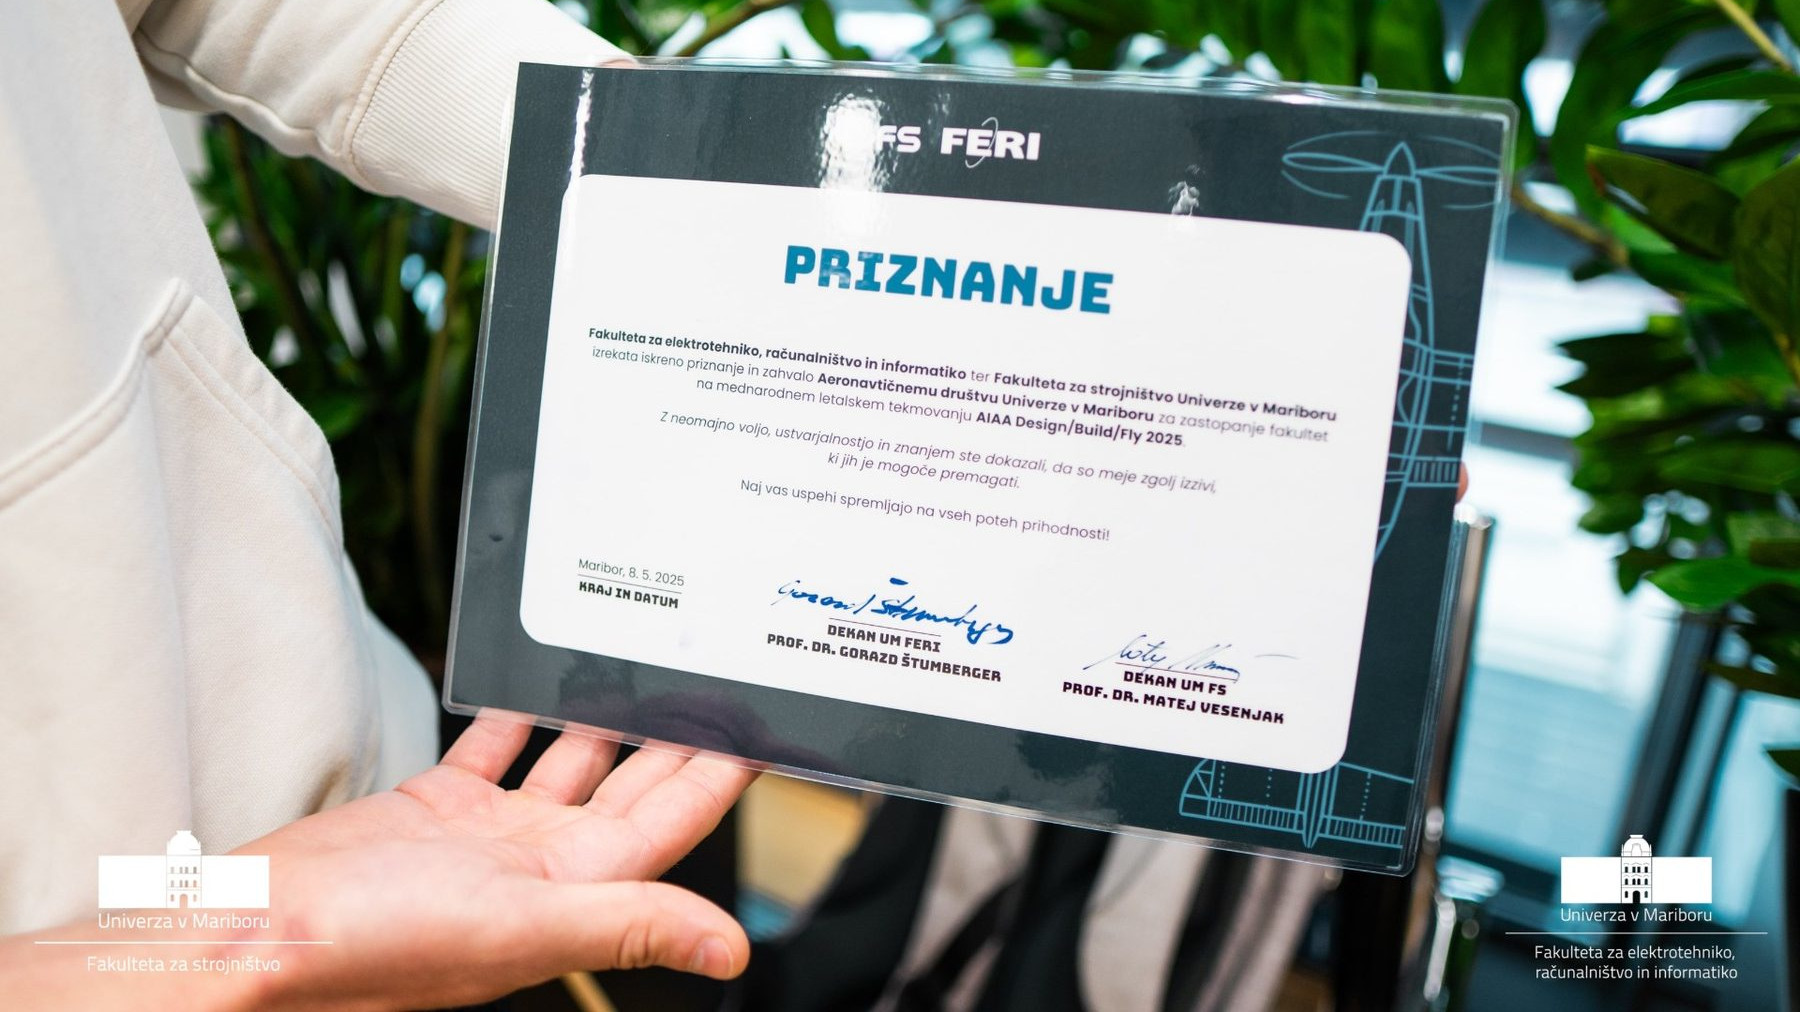 FS FERI
PRIZNANJE
Fakulteta za elektrotehniko, računalništvo in informatiko ter Fakulteta za strojništvo Univerze v Mariboru
izrekata iskreno priznanje in zahvalo Aeronavtičnemu društvu Univerze v Mariboru za zastopanje fakultet
na mednarodnem letalskem tekmovanju AIAA Design/Build/Fly 2025.
Z neomajno voljo, ustvarjalnostjo in znanjem ste dokazali, da so meje zgolj izzivi,
ki jih je mogoče premagati.
Naj vas uspehi spremljajo na vseh poteh prihodnosti!
Maribor, 8. 5. 2025
KRAJ IN DATUM
Gorazd Štumberger
DEKAN UM FERI
PROF. DR. GORAZD ŠTUMBERGER
DEKAN UM FS
PROF. DR. MATEJ VESENJAK
Univerza v Mariboru
Fakulteta za strojništvo
Univerza v Mariboru
Fakulteta za elektrotehniko,
računalništvo in informatiko